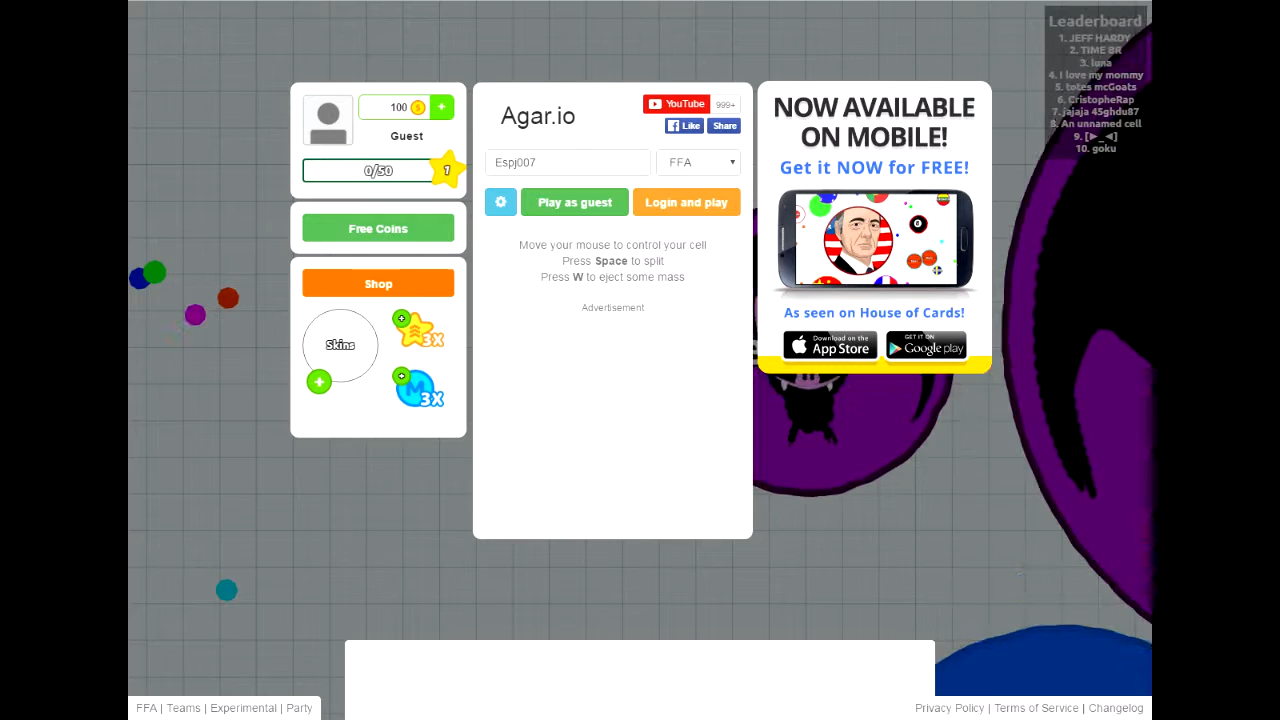 100
+
Guest
0/50
1
Free Coins
Shop
Skins
3X
M
3X
Agar.io
YouTube
999+
Like
Share
Espj007
FFA
Play as guest
Login and play
Move your mouse to control your cell
Press Space to split
Press W to eject some mass
Advertisement
NOW AVAILABLE
ON MOBILE!
Get it NOW for FREE!
8
As seen on House of Cards!
Download on the
App Store
GET IT ON
Google play
Leaderboard
1. JEFF HARDY
2. TIME BR
3. luna
4. I love my mommy
5. totes mcGoats
6. CristopheRap
7. jajaja 45ghdu87
8. An unnamed cell
9. [►_◄]
10. goku
FFA | Teams | Experimental | Party
Privacy Policy | Terms of Service | Changelog